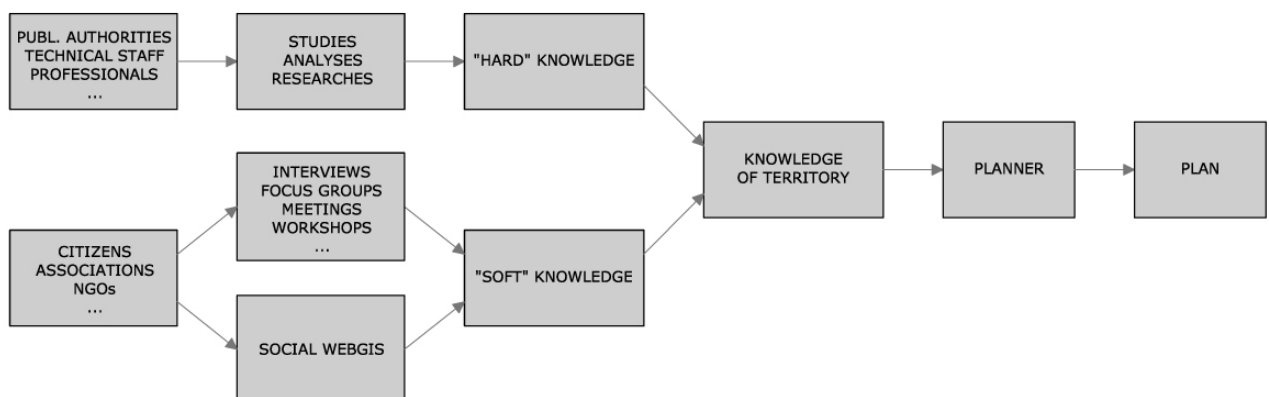 PUBL. AUTHORITIES
TECHNICAL STAFF
PROFESSIONALS
...
STUDIES
ANALYSES
RESEARCHES
"HARD" KNOWLEDGE
INTERVIEWS
FOCUS GROUPS
MEETINGS
WORKSHOPS
...
KNOWLEDGE
OF TERRITORY
PLANNER
PLAN
CITIZENS
ASSOCIATIONS
NGOs
...
"SOFT" KNOWLEDGE
SOCIAL WEBGIS